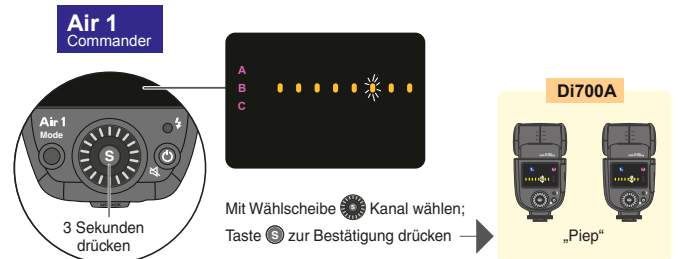 Air 1
Commander
A
B
C
Air 1
Mode
S
3 Sekunden
drücken
Mit Wählscheibe S Kanal wählen;
Taste S zur Bestätigung drücken
Di700A
„Piep“